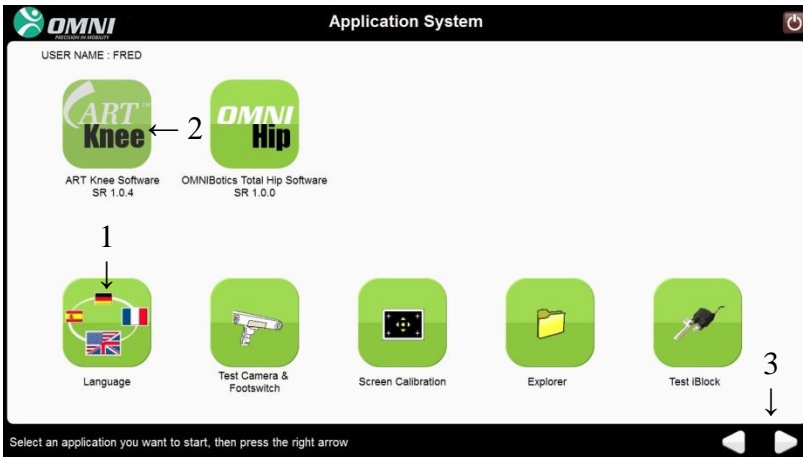 OMNI
PRECISION IN MOBILITY
Application System
USER NAME : FRED
ART™
Knee
← 2
OMNI
Hip
ART Knee Software
SR 1.0.4
OMNIBotics Total Hip Software
SR 1.0.0
1
↓
Language
Test Camera &
Footswitch
Screen Calibration
Explorer
Test iBlock
3
↓
Select an application you want to start, then press the right arrow